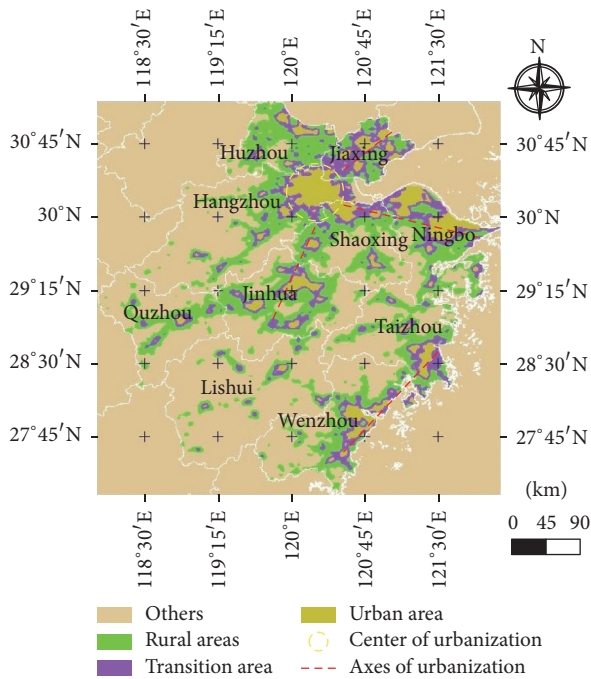 118°30′E 119°15′E 120°E 120°45′E 121°30′E
N
30°45′N 30°45′N
Huzhou Jiaxing
Hangzhou
30°N 30°N
Shaoxing Ningbo
29°15′N 29°15′N
Jinhua
Quzhou Taizhou
28°30′N 28°30′N
Lishui
Wenzhou
27°45′N 27°45′N
118°30′E 119°15′E 120°E 120°45′E 121°30′E
(km)
0 45 90
Others Urban area
Rural areas Center of urbanization
Transition area Axes of urbanization